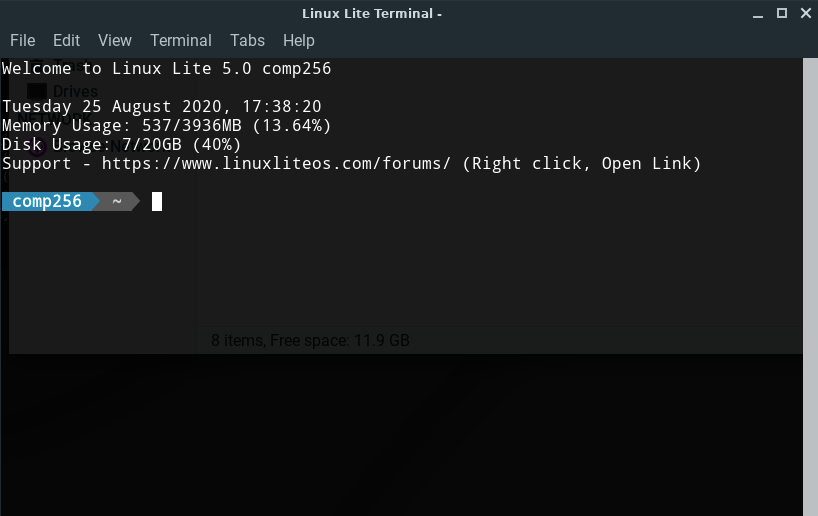 Linux Lite Terminal -
File Edit View Terminal Tabs Help
Welcome to Linux Lite 5.0 comp256
Drives
Tuesday 25 August 2020, 17:38:20
Memory Usage: 537/3936MB (13.64%)
Disk Usage: 7/20GB (40%)
Support - https://www.linuxliteos.com/forums/ (Right click, Open Link)
comp256 ~
8 items, Free space: 11.9 GB